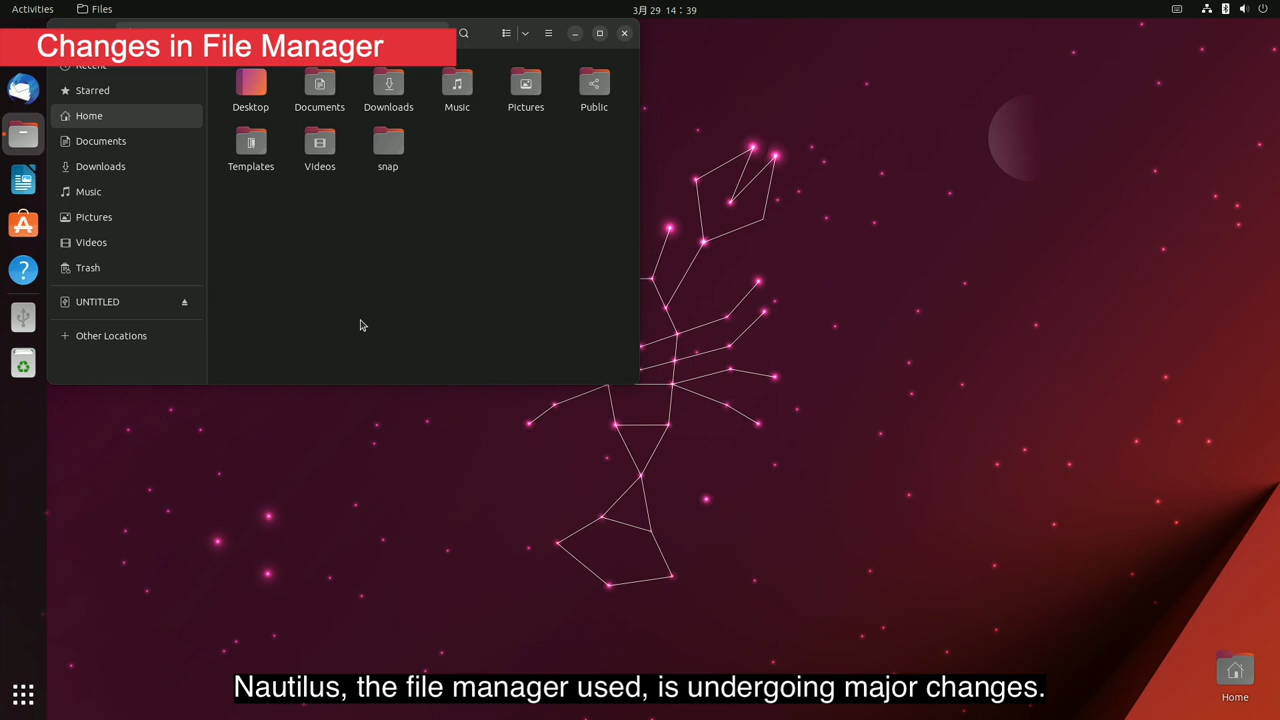 Activities
Files
3月 29 14：39
Changes in File Manager
Starred
Home
Documents
Downloads
Music
Pictures
Videos
Trash
UNTITLED
Other Locations
Desktop
Documents
Downloads
Music
Pictures
Public
Templates
Videos
snap
Home
Nautilus, the file manager used, is undergoing major changes.